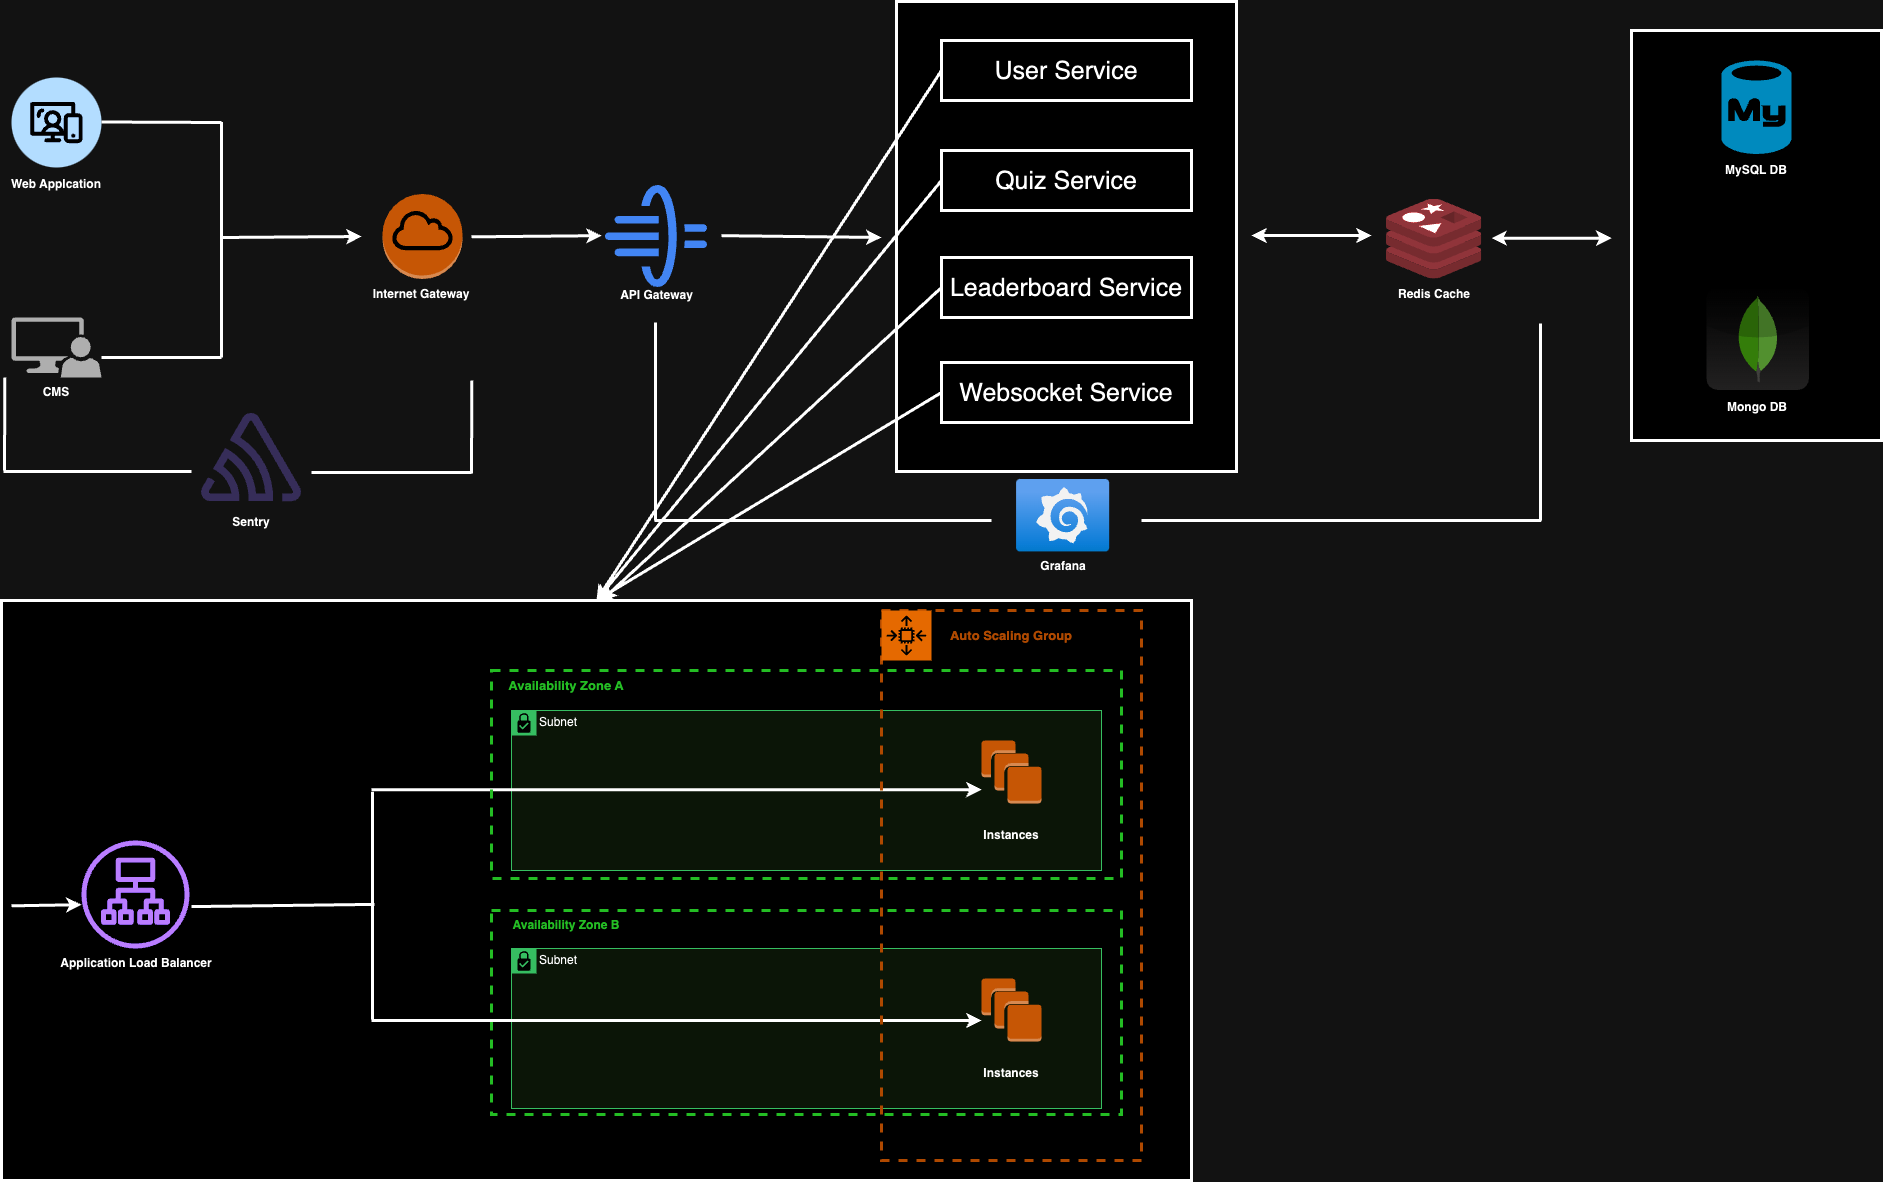 Web Applcation
CMS
Sentry
Internet Gateway
API Gateway
User Service
Quiz Service
Leaderboard Service
Websocket Service
Grafana
Redis Cache
My
MySQL DB
Mongo DB
Auto Scaling Group
Availability Zone A
Subnet
Instances
Application Load Balancer
Availability Zone B
Subnet
Instances